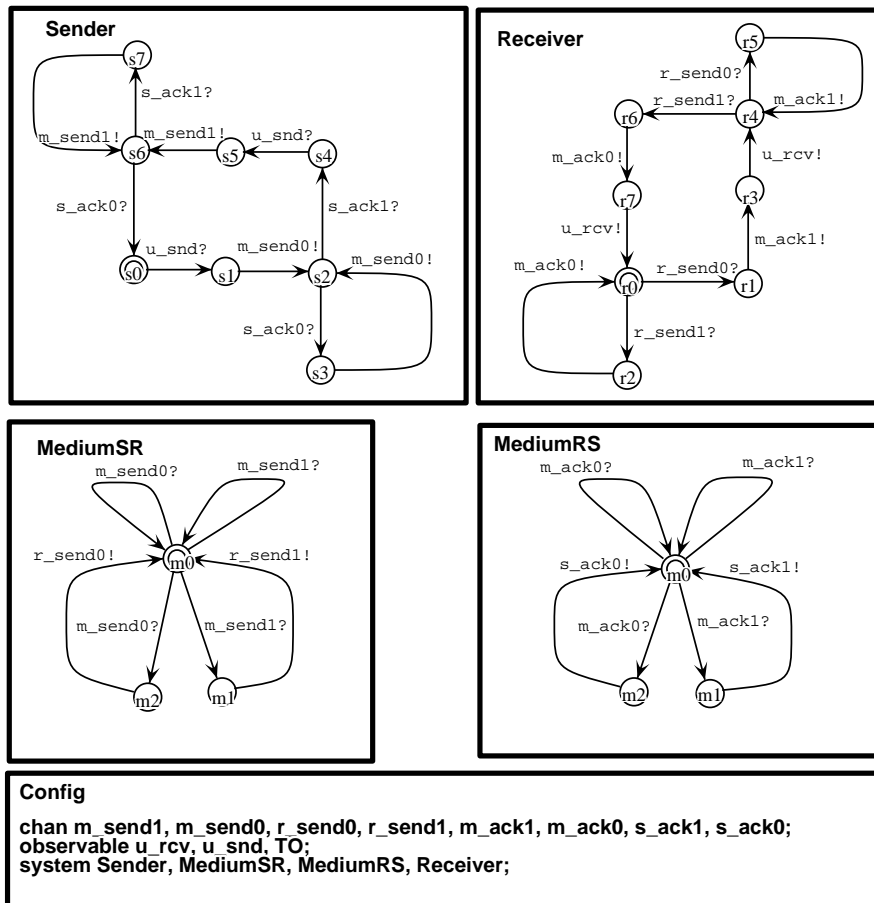 Sender
s7
s_ack1?
m_send1!
m_send1!
u_snd?
s6
s5
s4
s_ack0?
s_ack1?
u_snd?
m_send0!
m_send0!
s0
s1
s2
s_ack0?
s3
Receiver
r5
r_send0?
m_ack1!
r_send1?
r6
r4
m_ack0!
u_rcv!
r7
r3
u_rcv!
m_ack1!
m_ack0!
r_send0?
r0
r1
r_send1?
r2
MediumSR
m_send0?
m_send1?
r_send0!
r_send1!
m0
m_send0?
m_send1?
m2
m1
MediumRS
m_ack0?
m_ack1?
s_ack0!
s_ack1!
m0
m_ack0?
m_ack1?
m2
m1
Config
chan m_send1, m_send0, r_send0, r_send1, m_ack1, m_ack0, s_ack1, s_ack0;
observable u_rcv, u_snd, TO;
system Sender, MediumSR, MediumRS, Receiver;